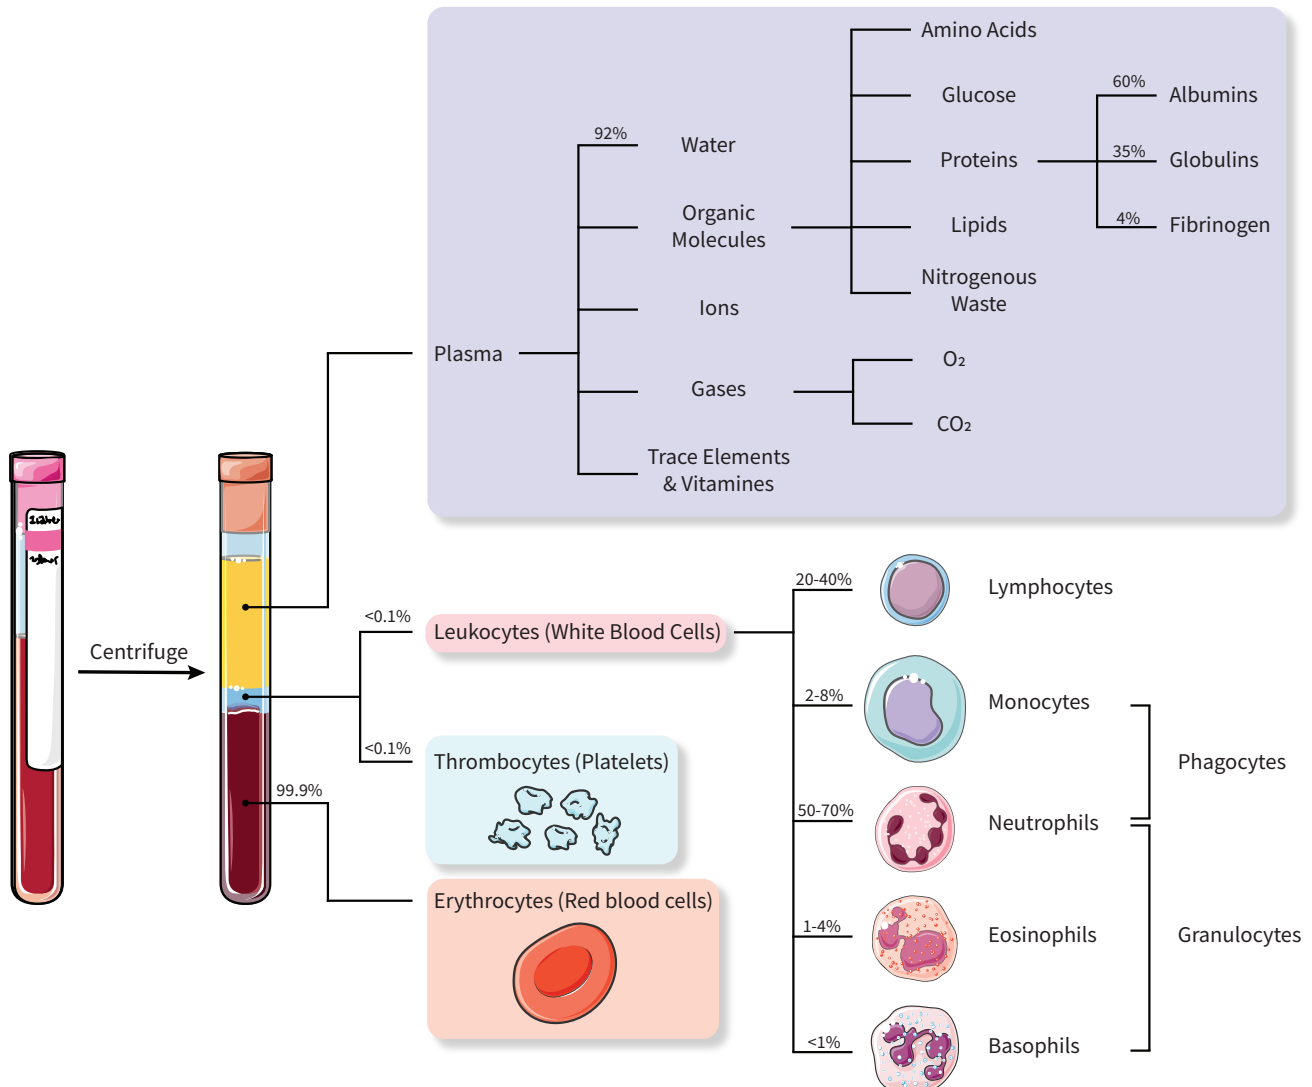 Amino Acids
60%
Glucose
Albumins
92%
Water
Proteins
35%
Globulins
Organic
Molecules
Lipids
4%
Fibrinogen
Nitrogenous
Waste
Ions
Plasma
O₂
Gases
CO₂
Trace Elements
& Vitamines
Centrifuge
<0.1%
Leukocytes (White Blood Cells)
<0.1%
Thrombocytes (Platelets)
99.9%
Erythrocytes (Red blood cells)
20-40%
Lymphocytes
2-8%
Monocytes
Phagocytes
50-70%
Neutrophils
1-4%
Eosinophils
Granulocytes
<1%
Basophils